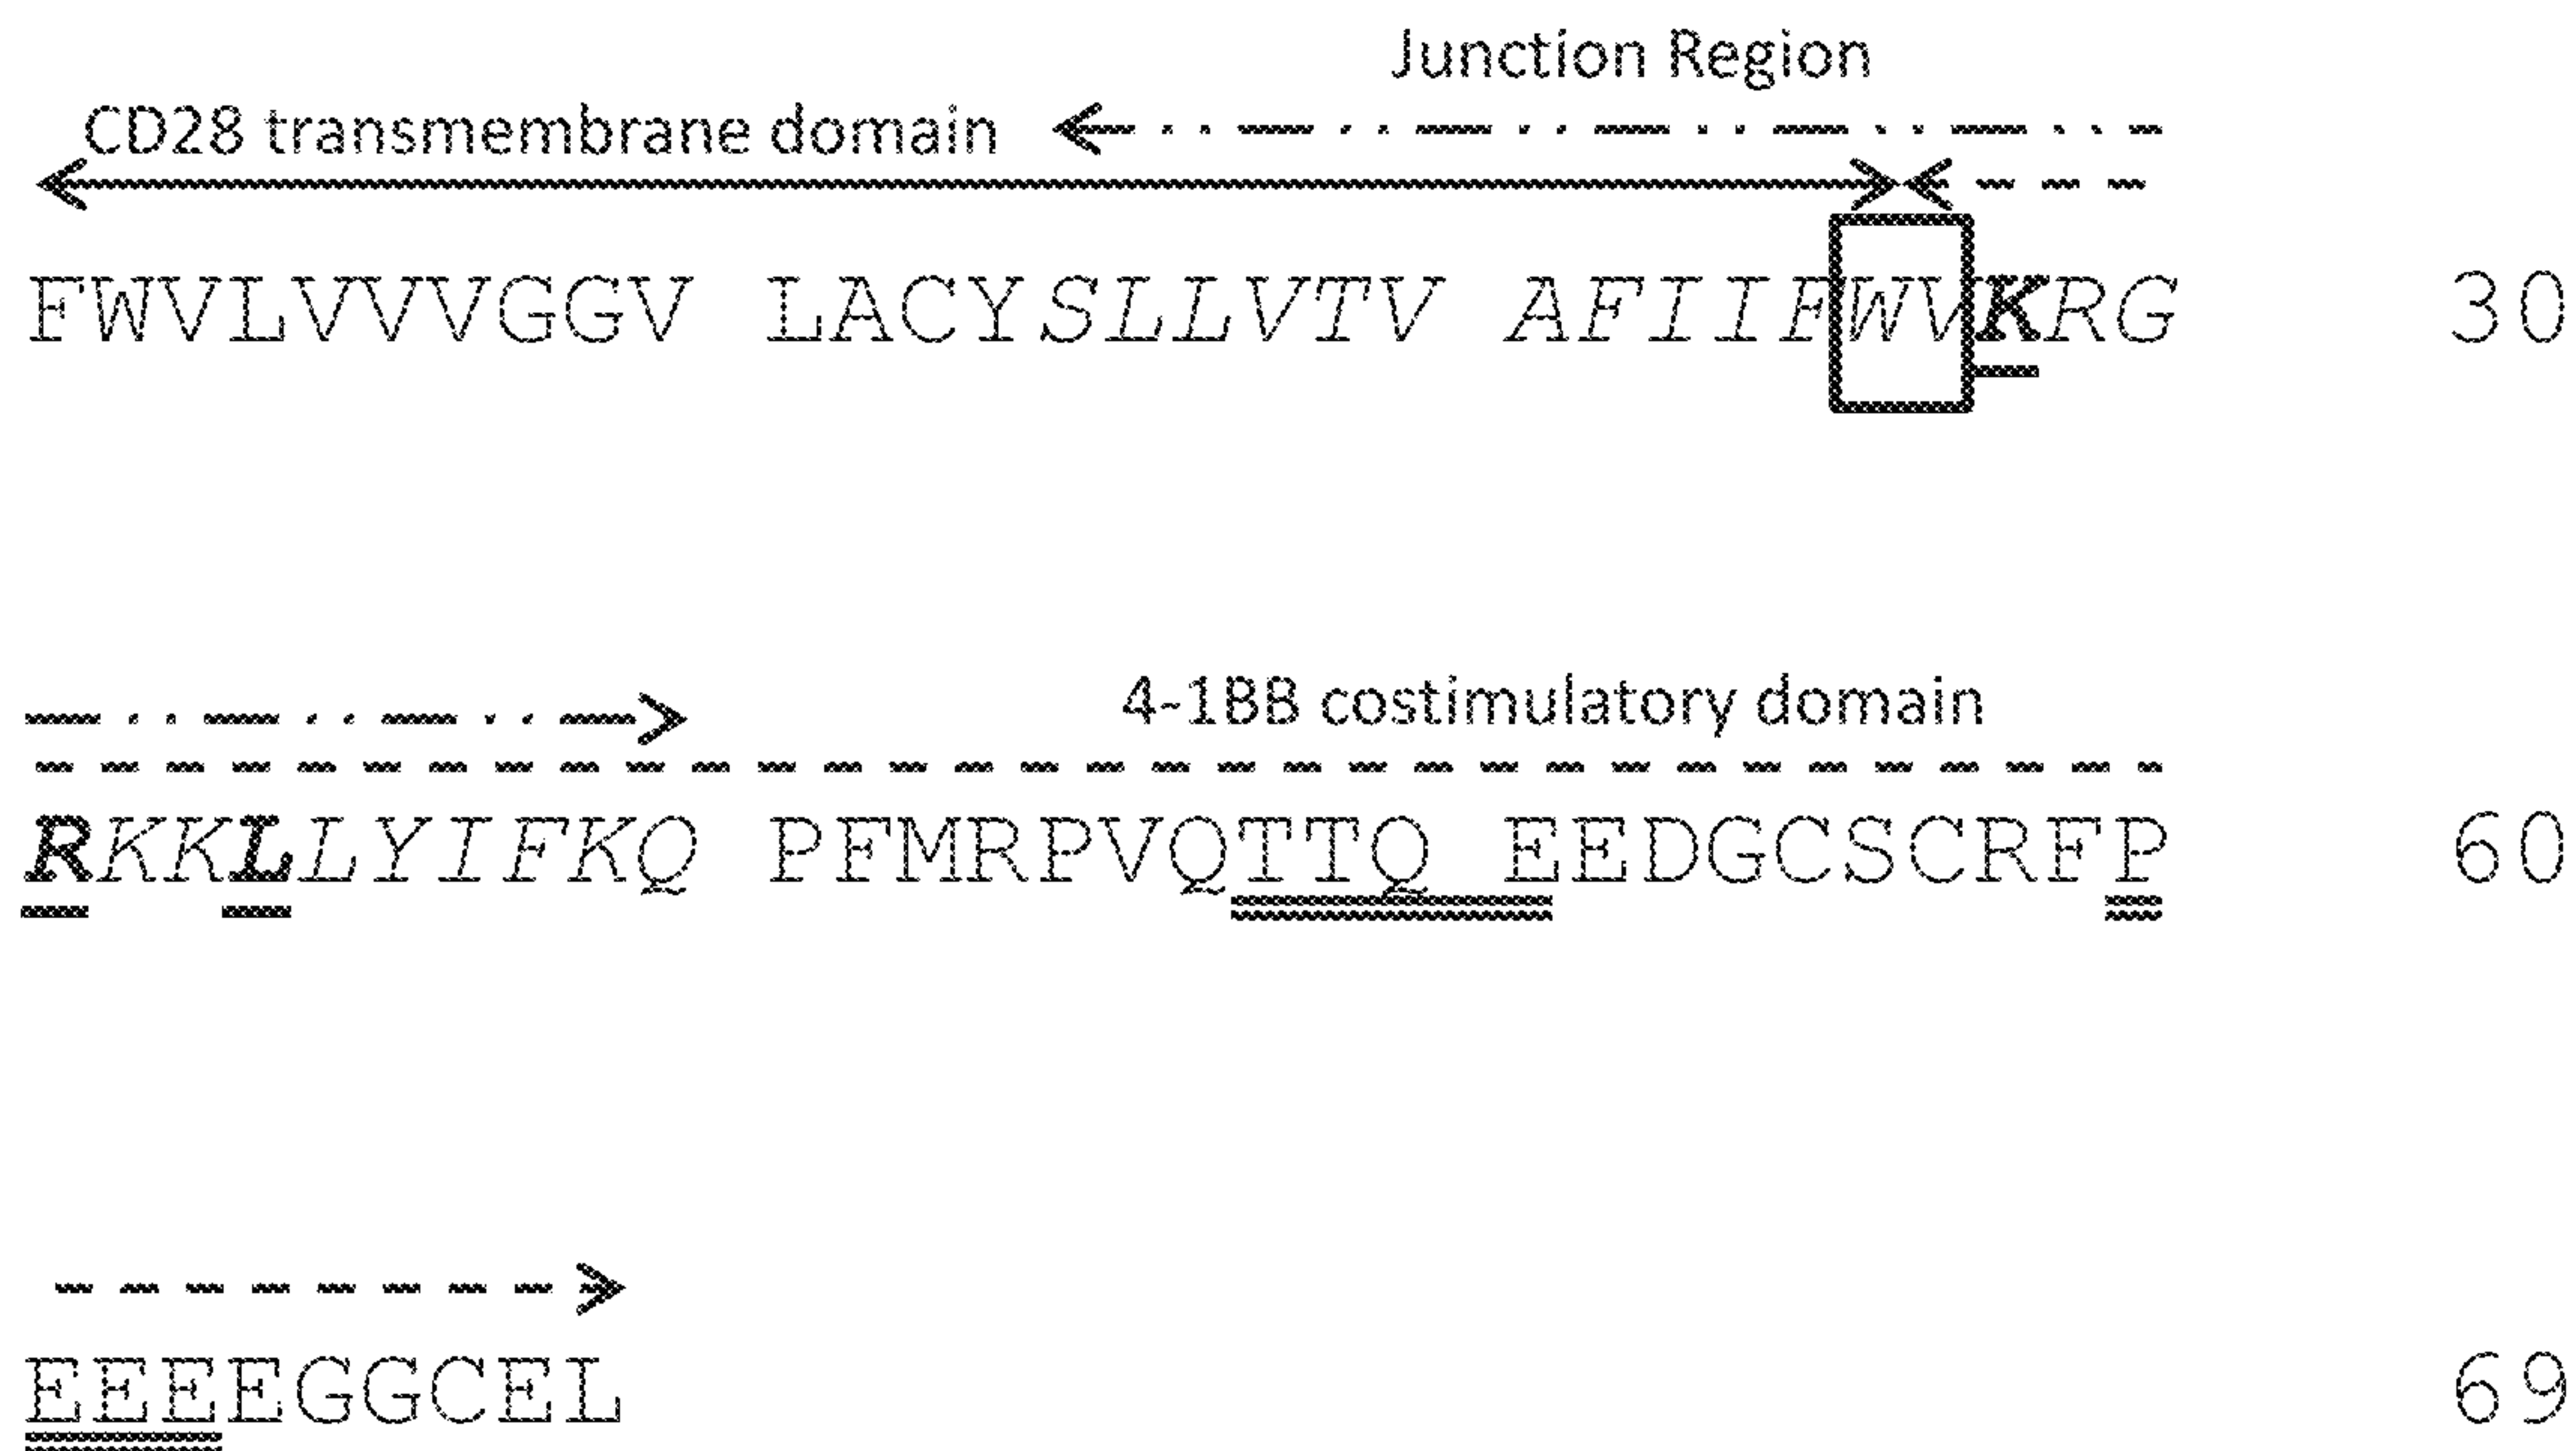 Junction Region
CD28 transmembrane domain
FWVLVVVGGV LACYSLLVTV AFIIFWVKRG 30
4-1BB costimulatory domain
RKKLLYIFKQ PFMRPVQTTQ EEDGCSCRFP 60
EEEEGGCEL 69